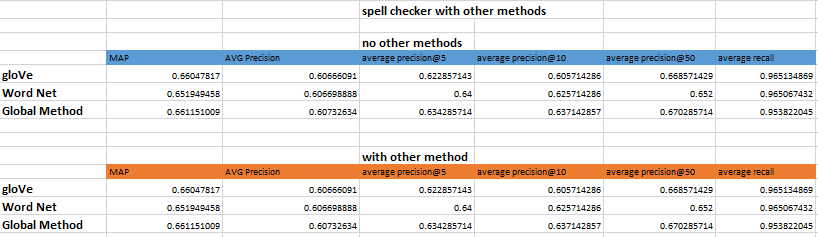 spell checker with other methods
no other methods
MAP AVG Precision average precision@5 average precision@10 average precision@50 average recall
gloVe 0.66047817 0.60666091 0.622857143 0.605714286 0.668571429 0.965134869
Word Net 0.651949458 0.606698888 0.64 0.625714286 0.652 0.965067432
Global Method 0.661151009 0.60732634 0.634285714 0.637142857 0.670285714 0.953822045
with other method
MAP AVG Precision average precision@5 average precision@10 average precision@50 average recall
gloVe 0.66047817 0.60666091 0.622857143 0.605714286 0.668571429 0.965134869
Word Net 0.651949458 0.606698888 0.64 0.625714286 0.652 0.965067432
Global Method 0.661151009 0.60732634 0.634285714 0.637142857 0.670285714 0.953822045